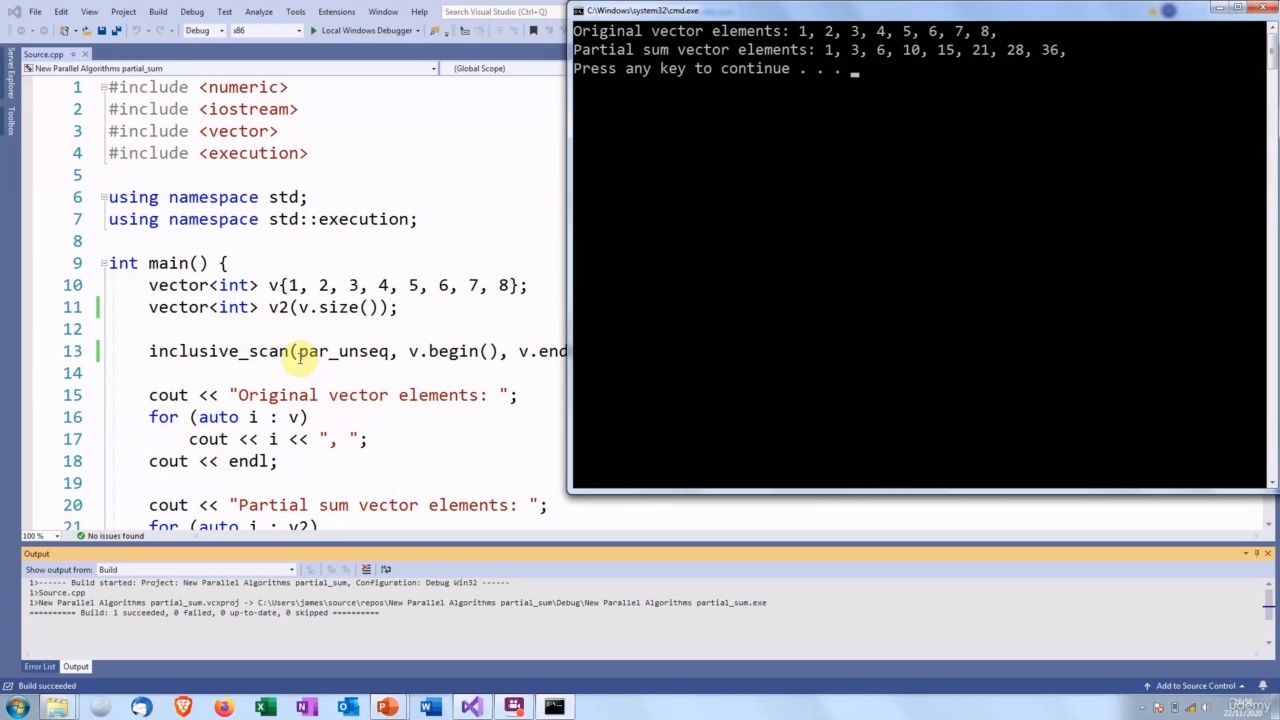 File Edit View Project Build Debug Test Analyze Tools Extensions Window Help Search Visual Studio (Ctrl
Debug x86 Local Windows Debugger
Source.cpp
New Parallel Algorithms partial_sum (Global Scope)
Server Explorer
Toolbox
1 #include <numeric>
2 #include <iostream>
3 #include <vector>
4 #include <execution>
5
6 using namespace std;
7 using namespace std::execution;
8
9 int main() {
10 vector<int> v{1, 2, 3, 4, 5, 6, 7, 8};
11 vector<int> v2(v.size());
12
13 inclusive_scan(par_unseq, v.begin(), v.end
14
15 cout << "Original vector elements: ";
16 for (auto i : v)
17 cout << i << ", ";
18 cout << endl;
19
20 cout << "Partial sum vector elements: ";
21 for (auto i : v2)
100 % No issues found
C:\Windows\system32\cmd.exe
Original vector elements: 1, 2, 3, 4, 5, 6, 7, 8,
Partial sum vector elements: 1, 3, 6, 10, 15, 21, 28, 36,
Press any key to continue . . .
Output
Show output from: Build
1>------ Build started: Project: New Parallel Algorithms partial_sum, Configuration: Debug Win32 ------
1>Source.cpp
1>New Parallel Algorithms partial_sum.vcxproj -> C:\Users\james\source\repos\New Parallel Algorithms partial_sum\Debug\New Parallel Algorithms partial_sum.exe
========== Build: 1 succeeded, 0 failed, 0 up-to-date, 0 skipped ==========
Error List Output
Build succeeded Add to Source Control
udemy
22/11/2020